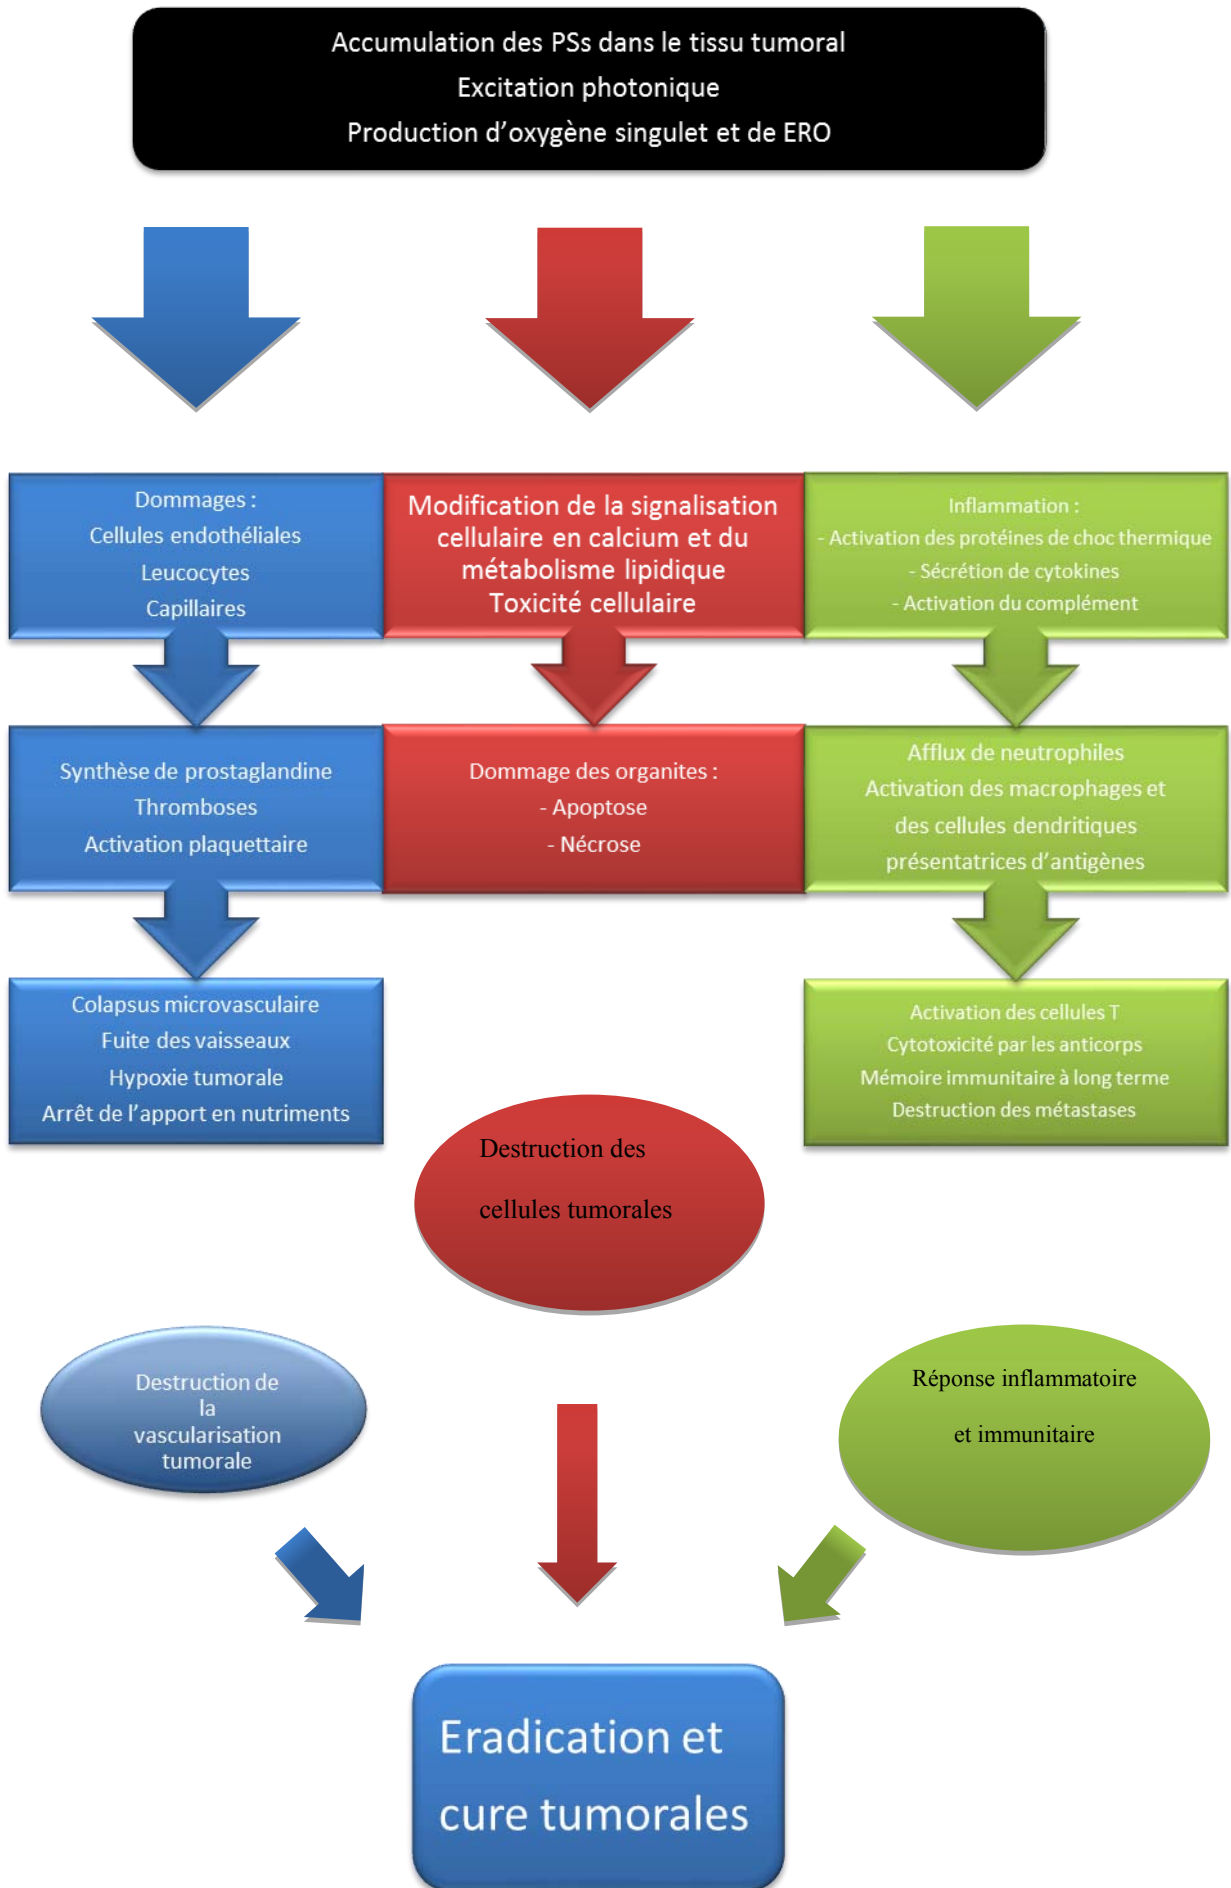 Accumulation des PSs dans le tissu tumoral
Excitation photonique
Production d’oxygène singulet et de ERO
Dommages :
Cellules endothéliales
Leucocytes
Capillaires
Modification de la signalisation
cellulaire en calcium et du
métabolisme lipidique
Toxicité cellulaire
Inflammation :
- Activation des protéines de choc thermique
- Sécrétion de cytokines
- Activation du complément
Synthèse de prostaglandine
Thromboses
Activation plaquettaire
Dommage des organites :
- Apoptose
- Nécrose
Afflux de neutrophiles
Activation des macrophages et
des cellules dendritiques
présentatrices d’antigènes
Colapsus microvasculaire
Fuite des vaisseaux
Hypoxie tumorale
Arrêt de l’apport en nutriments
Activation des cellules T
Cytotoxicité par les anticorps
Mémoire immunitaire à long terme
Destruction des métastases
Destruction des
cellules tumorales
Destruction de
la
vascularisation
tumorale
Réponse inflammatoire
et immunitaire
Eradication et
cure tumorales